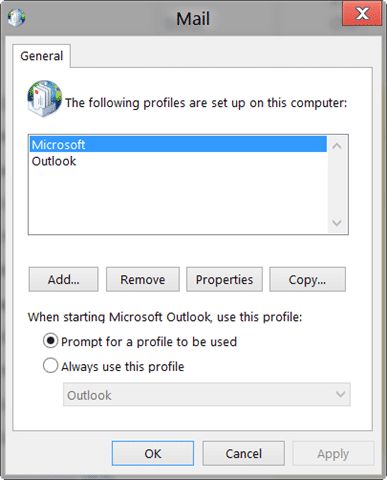 Mail
General
The following profiles are set up on this computer:
Microsoft
Outlook
Add... Remove Properties Copy...
When starting Microsoft Outlook, use this profile:
Prompt for a profile to be used
Always use this profile
Outlook
OK Cancel Apply